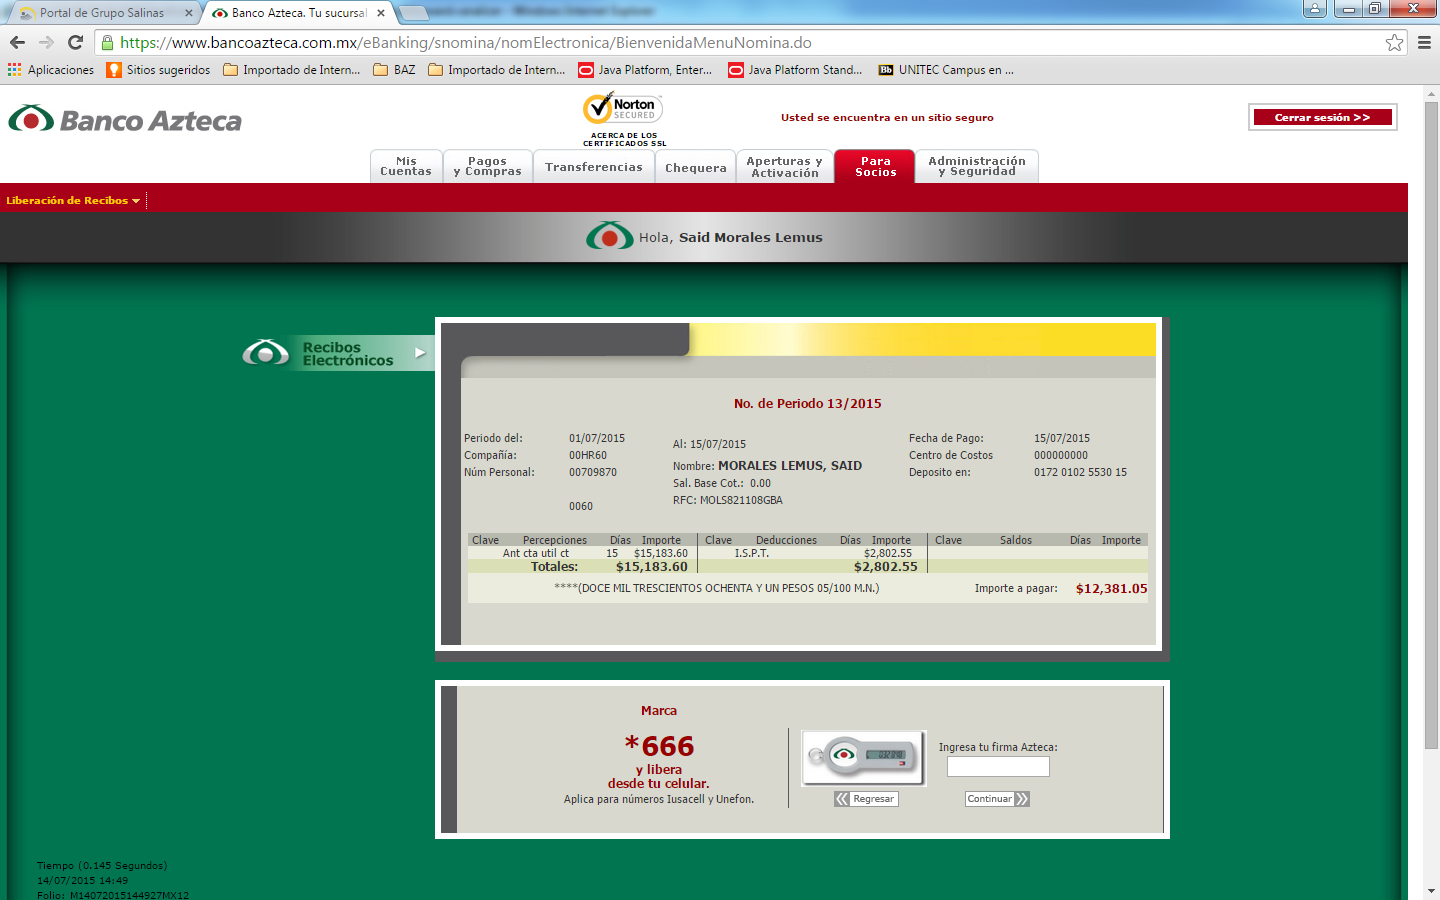 Portal de Grupo Salinas
Banco Azteca. Tu sucursal
Windows Internet Explorer
https://www.bancoazteca.com.mx/eBanking/snomina/nomElectronica/BienvenidaMenuNomina.do
Aplicaciones
Sitios sugeridos
Importado de Intern...
BAZ
Importado de Intern...
Java Platform, Enter...
Java Platform Stand...
Bb UNITEC Campus en ...
Banco Azteca
Norton
SECURED
ACERCA DE LOS
CERTIFICADOS SSL
Usted se encuentra en un sitio seguro
Cerrar sesión >>
Mis Cuentas
Pagos y Compras
Transferencias
Chequera
Aperturas y Activación
Para Socios
Administración y Seguridad
Liberación de Recibos
Hola, Said Morales Lemus
Recibos
Electrónicos
No. de Periodo 13/2015
Periodo del: 01/07/2015 Al: 15/07/2015 Fecha de Pago: 15/07/2015
Compañía: 00HR60 Nombre: MORALES LEMUS, SAID Centro de Costos 000000000
Núm Personal: 00709870 Sal. Base Cot.: 0.00 Deposito en: 0172 0102 5530 15
0060 RFC: MOLS821108GBA
Clave Percepciones Días Importe Clave Deducciones Días Importe Clave Saldos Días Importe
Ant cta util ct 15 $15,183.60 I.S.P.T. $2,802.55
Totales: $15,183.60 $2,802.55
****(DOCE MIL TRESCIENTOS OCHENTA Y UN PESOS 05/100 M.N.) Importe a pagar: $12,381.05
Marca
*666
y libera
desde tu celular.
Aplica para números Iusacell y Unefon.
Ingresa tu firma Azteca:
Regresar
Continuar
Tiempo (0.145 Segundos)
14/07/2015 14:49
Folio: M14072015144927MX12